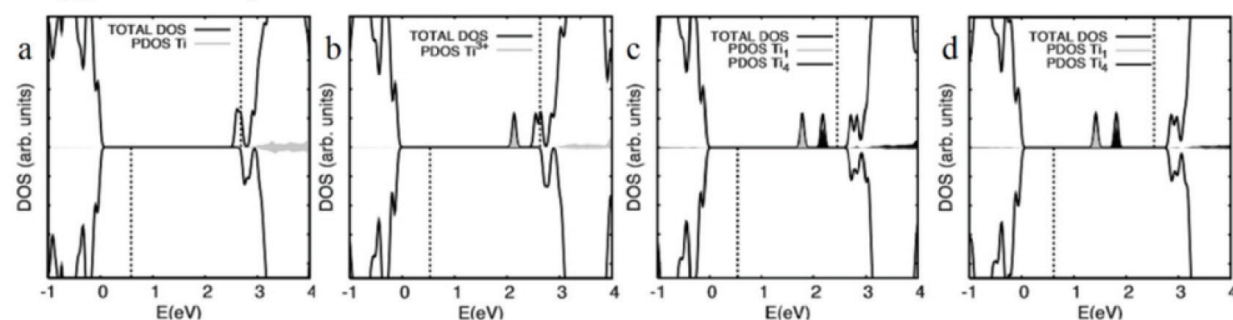 a
DOS (arb. units)
TOTAL DOS
PDOS Ti
-1 0 1 2 3 4
E(eV)
b
DOS (arb. units)
TOTAL DOS
PDOS Ti3+
-1 0 1 2 3 4
E(eV)
c
DOS (arb. units)
TOTAL DOS
PDOS Ti1
PDOS Ti4
-1 0 1 2 3 4
E(eV)
d
DOS (arb. units)
TOTAL DOS
PDOS Ti1
PDOS Ti4
-1 0 1 2 3 4
E(eV)